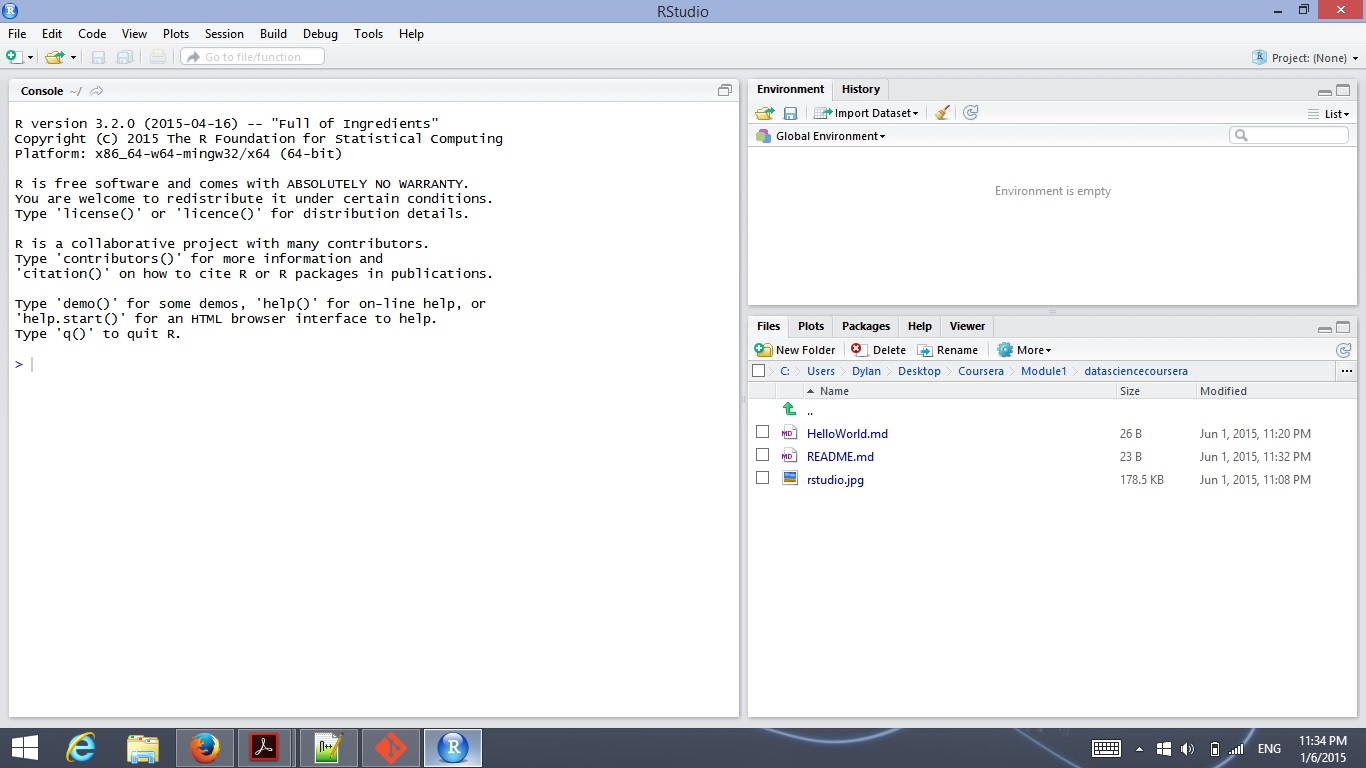 RStudio
File Edit Code View Plots Session Build Debug Tools Help
Go to file/function Project: (None)
Console ~/
R version 3.2.0 (2015-04-16) -- "Full of Ingredients"
Copyright (C) 2015 The R Foundation for Statistical Computing
Platform: x86_64-w64-mingw32/x64 (64-bit)
R is free software and comes with ABSOLUTELY NO WARRANTY.
You are welcome to redistribute it under certain conditions.
Type 'license()' or 'licence()' for distribution details.
R is a collaborative project with many contributors.
Type 'contributors()' for more information and
'citation()' on how to cite R or R packages in publications.
Type 'demo()' for some demos, 'help()' for on-line help, or
'help.start()' for an HTML browser interface to help.
Type 'q()' to quit R.
>
Environment History
Import Dataset List
Global Environment
Environment is empty
Files Plots Packages Help Viewer
New Folder Delete Rename More
C: Users Dylan Desktop Coursera Module1 datasciencecoursera ...
Name Size Modified
..
MD HelloWorld.md 26 B Jun 1, 2015, 11:20 PM
MD README.md 23 B Jun 1, 2015, 11:32 PM
rstudio.jpg 178.5 KB Jun 1, 2015, 11:08 PM
ENG 11:34 PM
1/6/2015